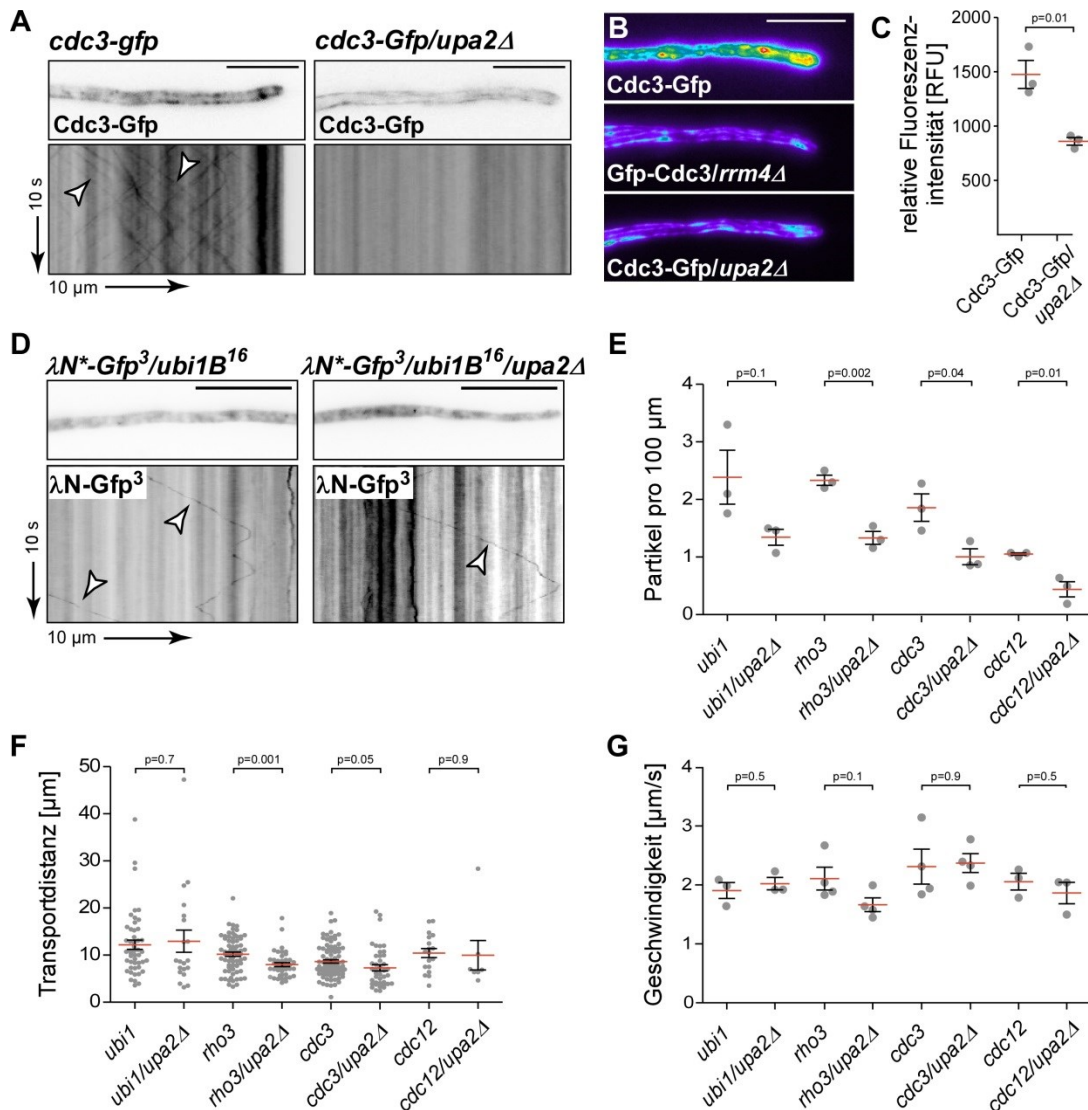 A
cdc3-gfp
cdc3-Gfp/upa2Δ
Cdc3-Gfp
Cdc3-Gfp
10 s
10 µm
B
Cdc3-Gfp
Gfp-Cdc3/rrm4Δ
Cdc3-Gfp/upa2Δ
C
relative Fluoreszenz-
intensität [RFU]
p=0.01
2000
1500
1000
500
Cdc3-Gfp
Cdc3-Gfp/
upa2Δ
D
λN*-Gfp³/ubi1B¹⁶
λN*-Gfp³/ubi1B¹⁶/upa2Δ
λN-Gfp³
λN-Gfp³
10 s
10 µm
E
Partikel pro 100 µm
p=0.1
p=0.002
p=0.04
p=0.01
4
3
2
1
0
ubi1
ubi1/upa2Δ
rho3
rho3/upa2Δ
cdc3
cdc3/upa2Δ
cdc12
cdc12/upa2Δ
F
Transportdistanz [µm]
p=0.7
p=0.001
p=0.05
p=0.9
50
40
30
20
10
0
ubi1
ubi1/upa2Δ
rho3
rho3/upa2Δ
cdc3
cdc3/upa2Δ
cdc12
cdc12/upa2Δ
G
Geschwindigkeit [µm/s]
p=0.5
p=0.1
p=0.9
p=0.5
4
3
2
1
0
ubi1
ubi1/upa2Δ
rho3
rho3/upa2Δ
cdc3
cdc3/upa2Δ
cdc12
cdc12/upa2Δ